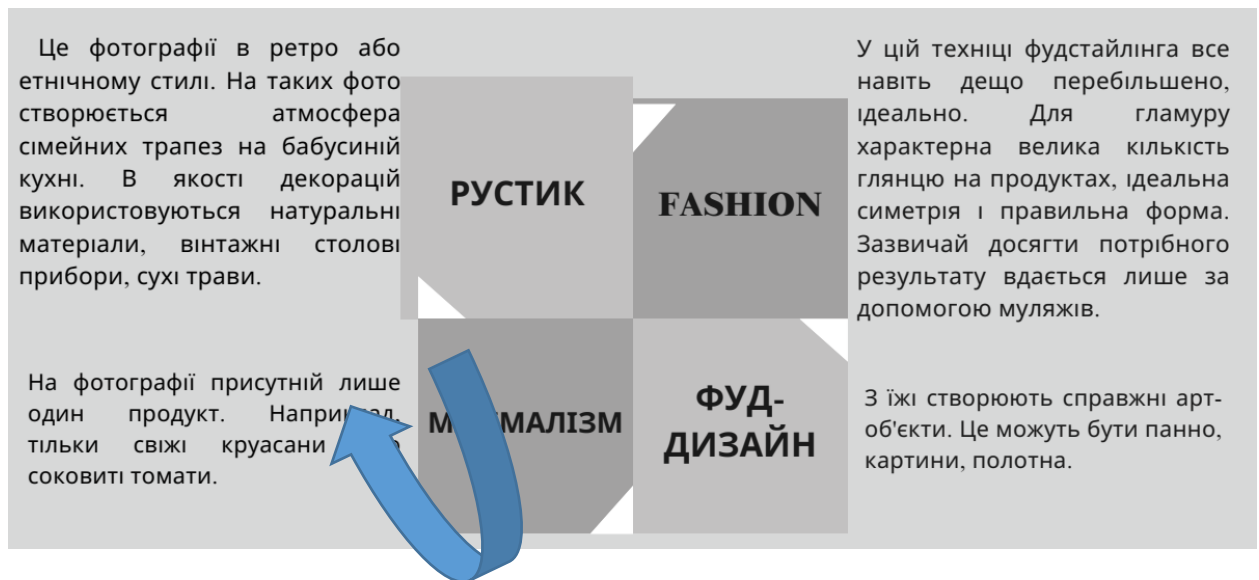 Це фотографії в ретро або
етнічному стилі. На таких фото
створюється атмосфера
сімейних трапез на бабусиній
кухні. В якості декорацій
використовуються натуральні
матеріали, вінтажні столові
прибори, сухі трави.
РУСТИК
FASHION
У цій техніці фудстайлінга все
навіть дещо перебільшено,
ідеально. Для гламуру
характерна велика кількість
глянцю на продуктах, ідеальна
симетрія і правильна форма.
Зазвичай досягти потрібного
результату вдається лише за
допомогою муляжів.
На фотографії присутній лише
один продукт.
тільки свіжі круасани
соковиті томати.
ФУД-
ДИЗАЙН
З їжі створюють справжні арт-
об'єкти. Це можуть бути панно,
картини, полотна.